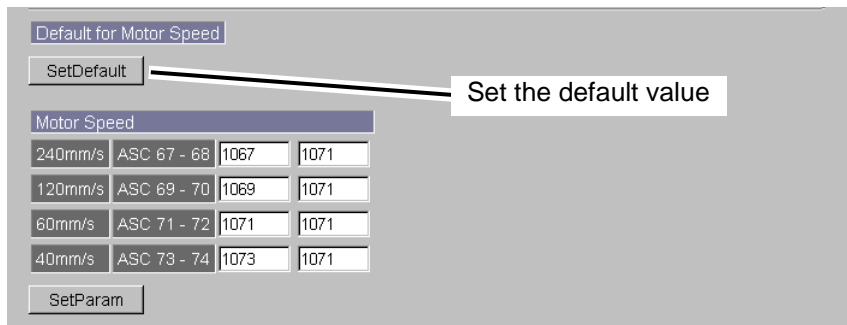 Default for Motor Speed
SetDefault
Set the default value
Motor Speed
240mm/s ASC 67 - 68 1067 1071
120mm/s ASC 69 - 70 1069 1071
60mm/s ASC 71 - 72 1071 1071
40mm/s ASC 73 - 74 1073 1071
SetParam